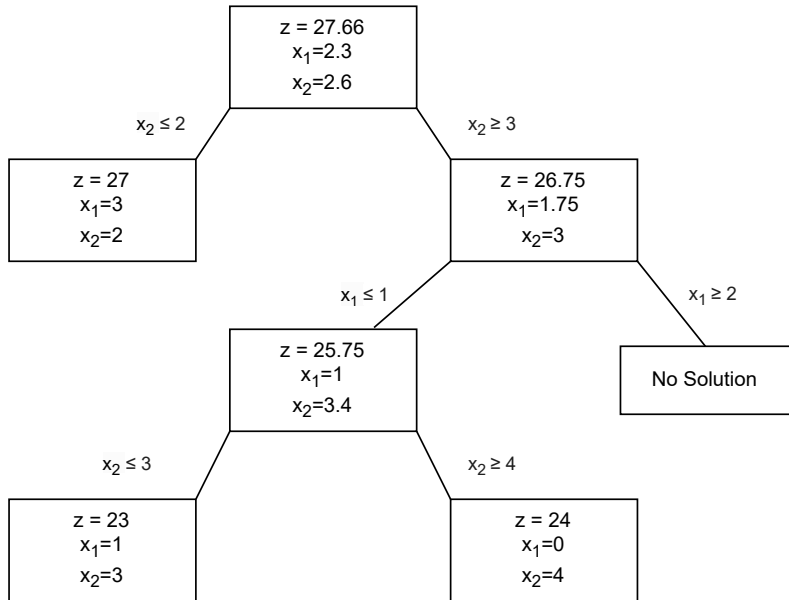 z = 27.66
x₁=2.3
x₂=2.6
x₂ ≤ 2
x₂ ≥ 3
z = 27
x₁=3
x₂=2
z = 26.75
x₁=1.75
x₂=3
x₁ ≤ 1
x₁ ≥ 2
z = 25.75
x₁=1
x₂=3.4
No Solution
x₂ ≤ 3
x₂ ≥ 4
z = 23
x₁=1
x₂=3
z = 24
x₁=0
x₂=4